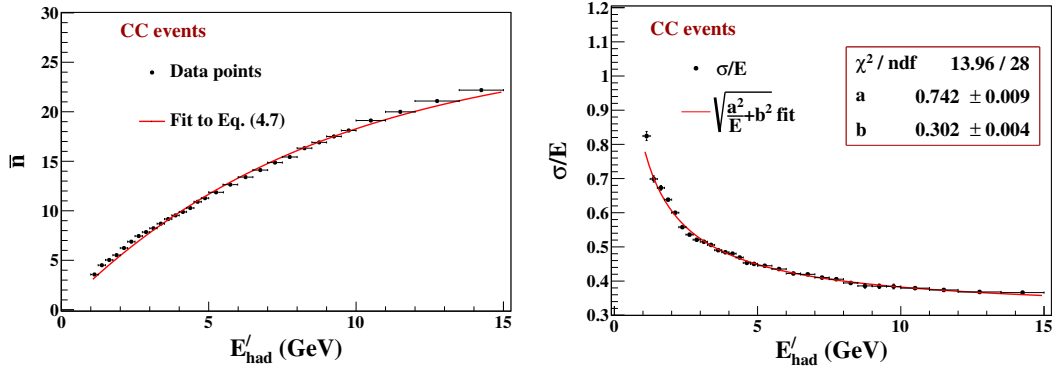 CC events
Data points
Fit to Eq. (4.7)
n̅
30
25
20
15
10
5
0
0 5 10 15
E′had (GeV)
CC events
σ/E
√(a²/E+b²) fit
χ² / ndf 13.96 / 28
a 0.742 ± 0.009
b 0.302 ± 0.004
σ/E
1.2
1.1
1
0.9
0.8
0.7
0.6
0.5
0.4
0.3
0 5 10 15
E′had (GeV)